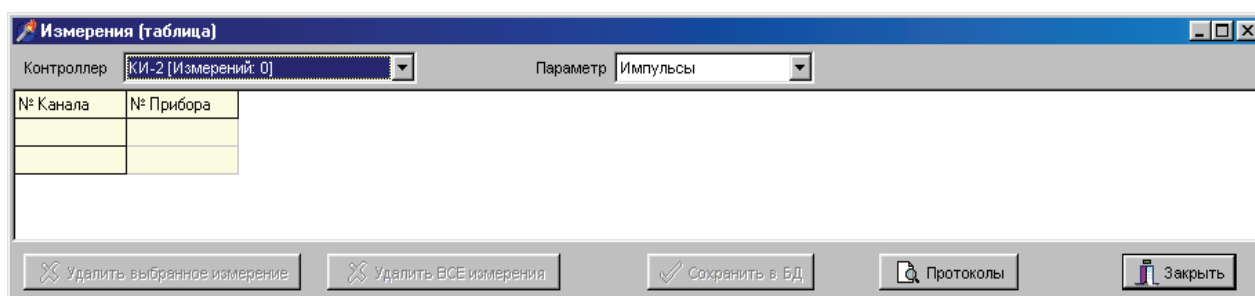 Измерения (таблица)
Контроллер КИ-2 [Измерений: 0] Параметр Импульсы
№ Канала № Прибора
Удалить выбранное измерение Удалить ВСЕ измерения Сохранить в БД Протоколы Закрыть